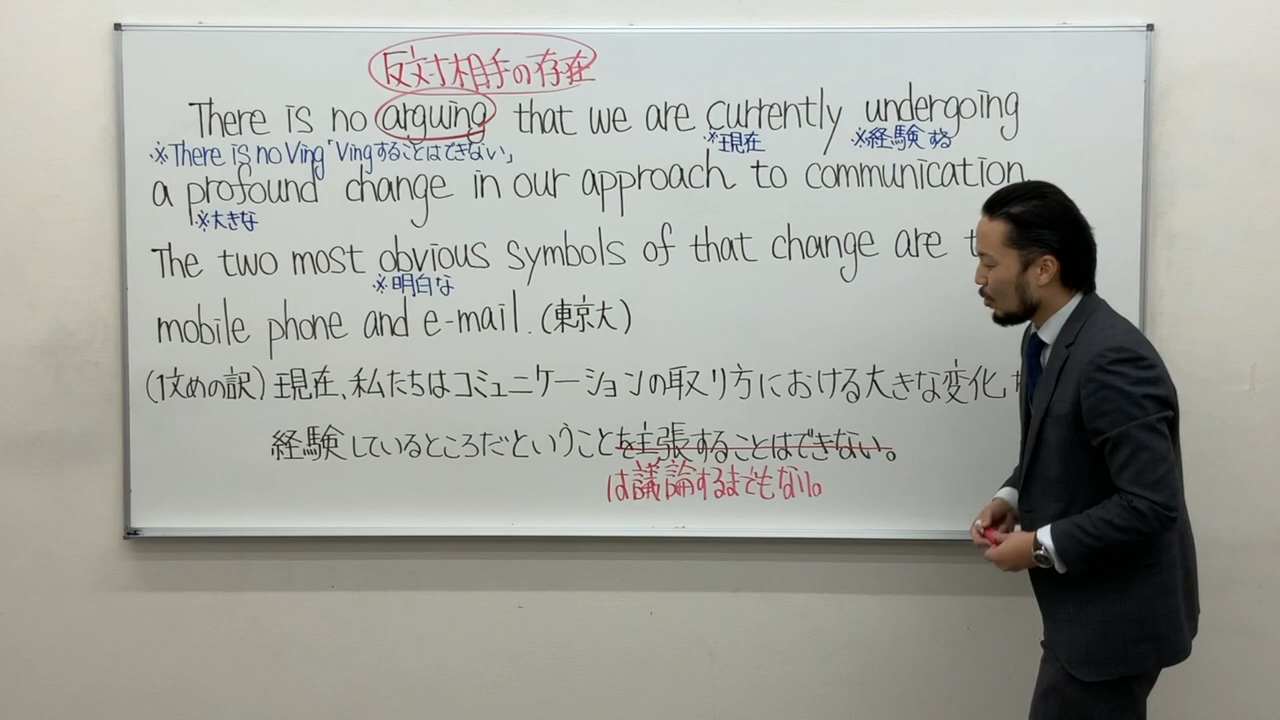 反対相手の存在
There is no arguing that we are currently undergoing
※There is no Ving「Vingすることはできない」 ※現在 ※経験する
a profound change in our approach to communication
※大きな
The two most obvious symbols of that change are
※明白な
mobile phone and e-mail. (東京大)
(1文めの訳) 現在、私たちはコミュニケーションの取り方における大きな変化
経験しているところだということを主張することはできない。
は議論するまでもない。